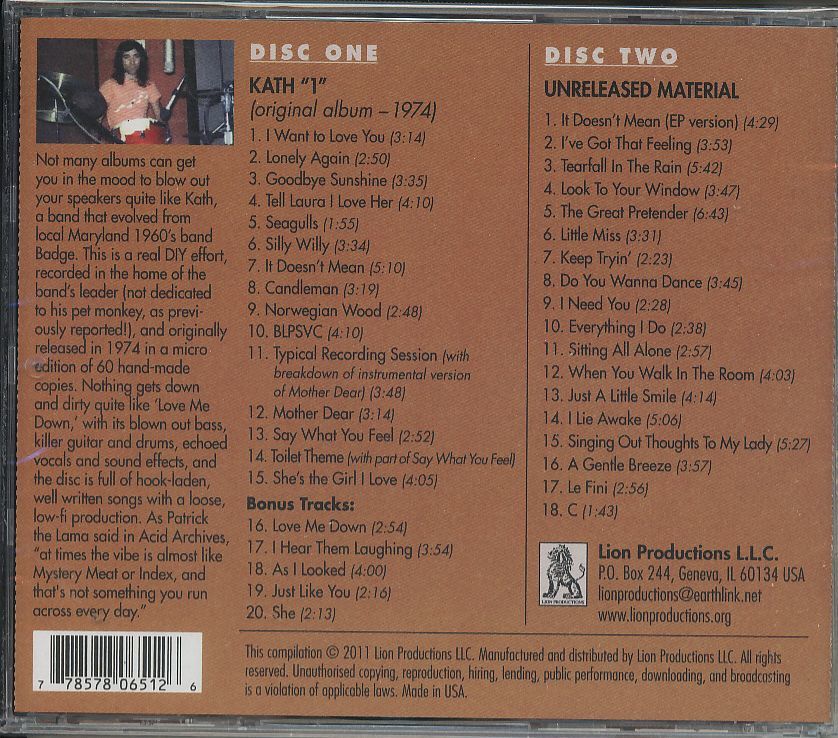 DISC ONE
KATH "1"
(original album – 1974)
1. I Want to Love You (3:14)
2. Lonely Again (2:50)
3. Goodbye Sunshine (3:35)
4. Tell Laura I Love Her (4:10)
5. Seagulls (1:55)
6. Silly Willy (3:34)
7. It Doesn't Mean (5:10)
8. Candleman (3:19)
9. Norwegian Wood (2:48)
10. BLPSVC (4:10)
11. Typical Recording Session (with
breakdown of instrumental version
of Mother Dear) (3:48)
12. Mother Dear (3:14)
13. Say What You Feel (2:52)
14. Toilet Theme (with part of Say What You Feel)
15. She's the Girl I Love (4:05)
Bonus Tracks:
16. Love Me Down (2:54)
17. I Hear Them Laughing (3:54)
18. As I Looked (4:00)
19. Just Like You (2:16)
20. She (2:13)
DISC TWO
UNRELEASED MATERIAL
1. It Doesn't Mean (EP version) (4:29)
2. I've Got That Feeling (3:53)
3. Tearfall In The Rain (5:42)
4. Look To Your Window (3:47)
5. The Great Pretender (6:43)
6. Little Miss (3:31)
7. Keep Tryin' (2:23)
8. Do You Wanna Dance (3:45)
9. I Need You (2:28)
10. Everything I Do (2:38)
11. Sitting All Alone (2:57)
12. When You Walk In The Room (4:03)
13. Just A Little Smile (4:14)
14. I Lie Awake (5:06)
15. Singing Out Thoughts To My Lady (5:27)
16. A Gentle Breeze (3:57)
17. Le Fini (2:56)
18. C (1:43)
Not many albums can get
you in the mood to blow out
your speakers quite like Kath,
a band that evolved from
local Maryland 1960's band
Badge. This is a real DIY effort,
recorded in the home of the
band's leader (not dedicated
to his pet monkey, as previ-
ously reported!), and originally
released in 1974 in a micro
edition of 60 hand-made
copies. Nothing gets down
and dirty quite like 'Love Me
Down,' with its blown out bass,
killer guitar and drums, echoed
vocals and sound effects, and
the disc is full of hook-laden,
well written songs with a loose,
low-fi production. As Patrick
the Lama said in Acid Archives,
"at times the vibe is almost like
Mystery Meat or Index, and
that's not something you run
across every day."
LION PRODUCTIONS
Lion Productions L.L.C.
P.O. Box 244, Geneva, IL 60134 USA
lionproductions@earthlink.net
www.lionproductions.org
7 78578 06512 6
This compilation © 2011 Lion Productions LLC. Manufactured and distributed by Lion Productions LLC. All rights
reserved. Unauthorised copying, reproduction, hiring, lending, public performance, downloading, and broadcasting
is a violation of applicable laws. Made in USA.